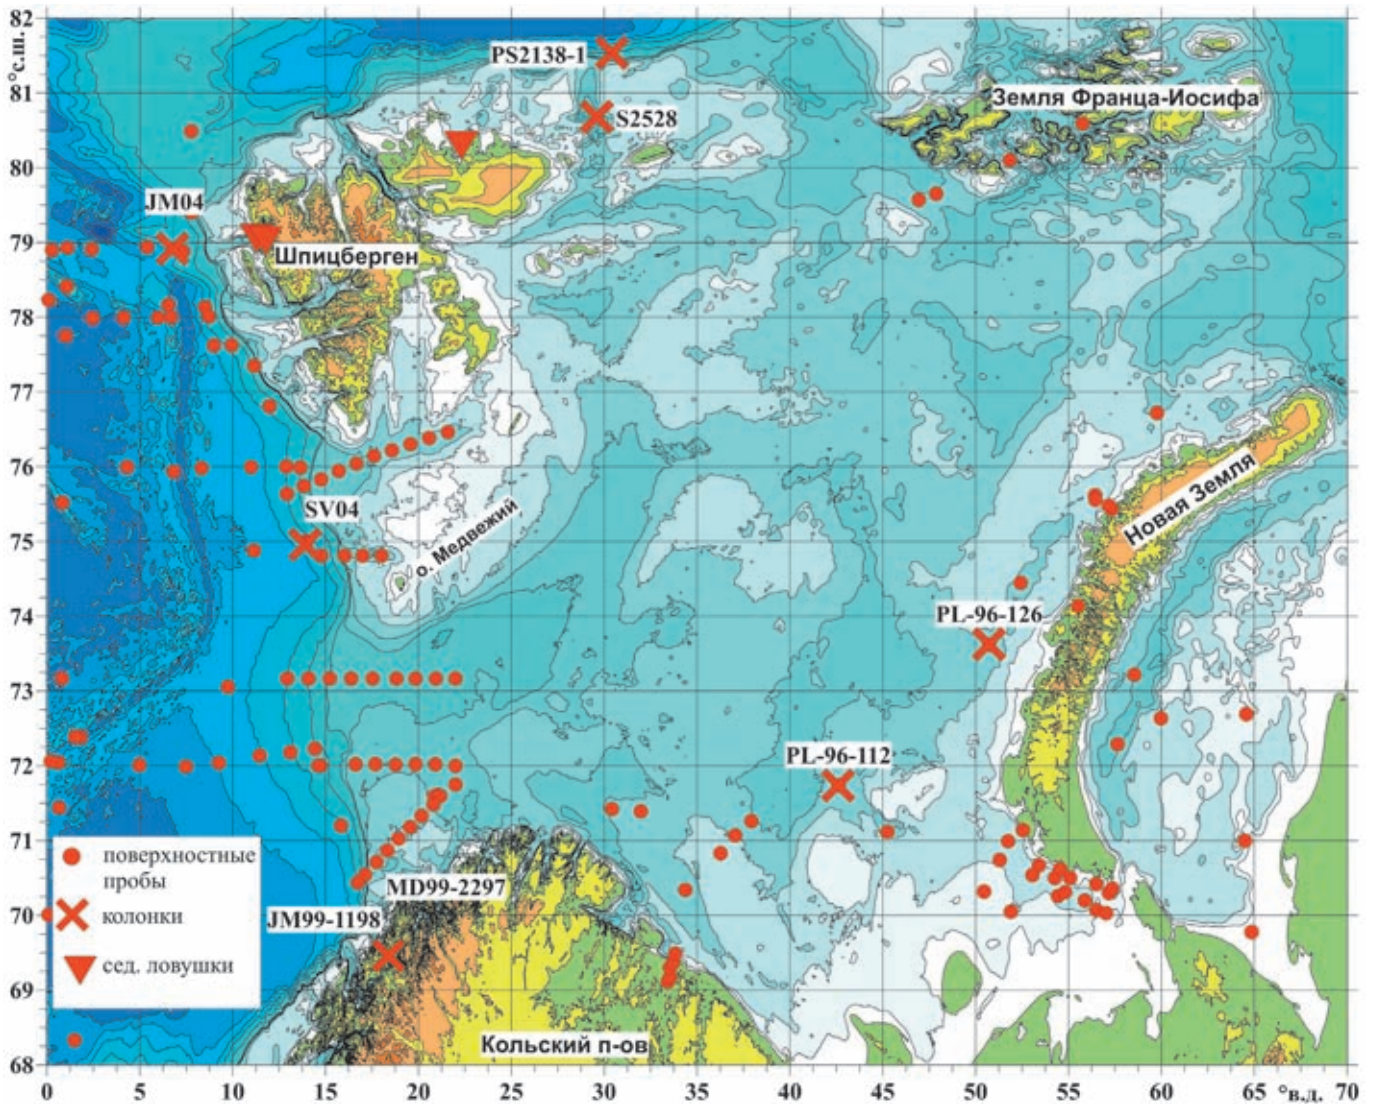 82
81
80
79
78
77
76
75
74
73
72
71
70
69
68
°с.ш.
PS2138-1
S2528
Земля Франца-Иосифа
JM04
Шпицберген
SV04
о. Медвежий
Новая Земля
PL-96-126
PL-96-112
MD99-2297
JM99-1198
Кольский п-ов
поверхностные
пробы
колонки
сед. ловушки
0 5 10 15 20 25 30 35 40 45 50 55 60 65 °в.д. 70